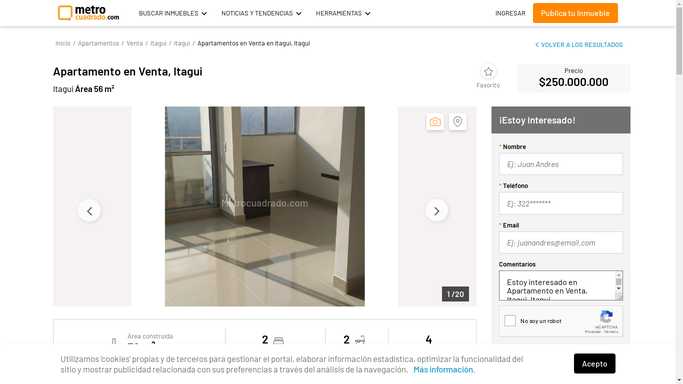 metro
cuadrado.com
BUSCAR INMUEBLES
NOTICIAS Y TENDENCIAS
HERRAMIENTAS
INGRESAR
Publica tu Inmueble
Inicio / Apartamentos / Venta / Itagui / Itagui / Apartamentos en Venta en Itagui, Itagui
VOLVER A LOS RESULTADOS
Apartamento en Venta, Itagui
Itagui Área 56 m²
Favorito
Precio
$250.000.000
Metrocuadrado.com
1 / 20
¡Estoy Interesado!
* Nombre
Ej: Juan Andres
* Teléfono
Ej: 322*******
* Email
Ej: juanandres@email.com
Comentarios
Estoy interesado en
Apartamento en Venta,
Itagui, Itagui
No soy un robot
reCAPTCHA
Privacidad - Términos
Área construida
2
2
4
Utilizamos 'cookies' propias y de terceros para gestionar el portal, elaborar información estadística, optimizar la funcionalidad del
sitio y mostrar publicidad relacionada con sus preferencias a través del análisis de la navegación. Más información.
Acepto